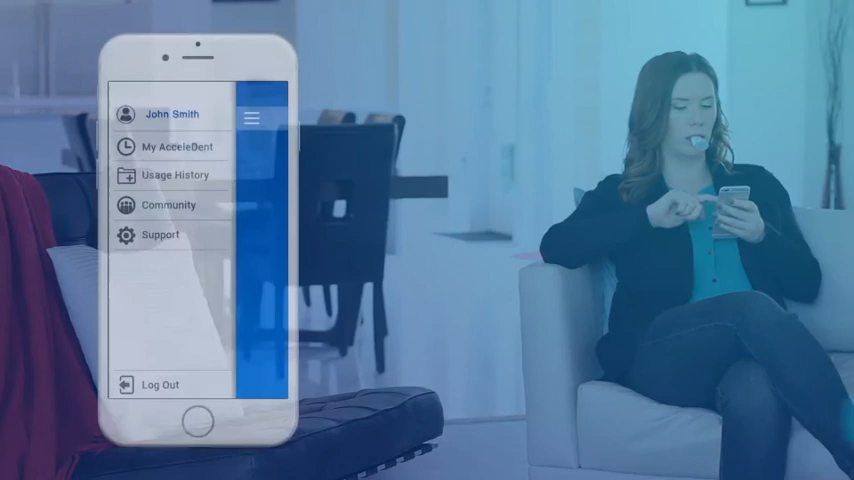 John Smith
My AcceleDent
Usage History
Community
Support
Log Out